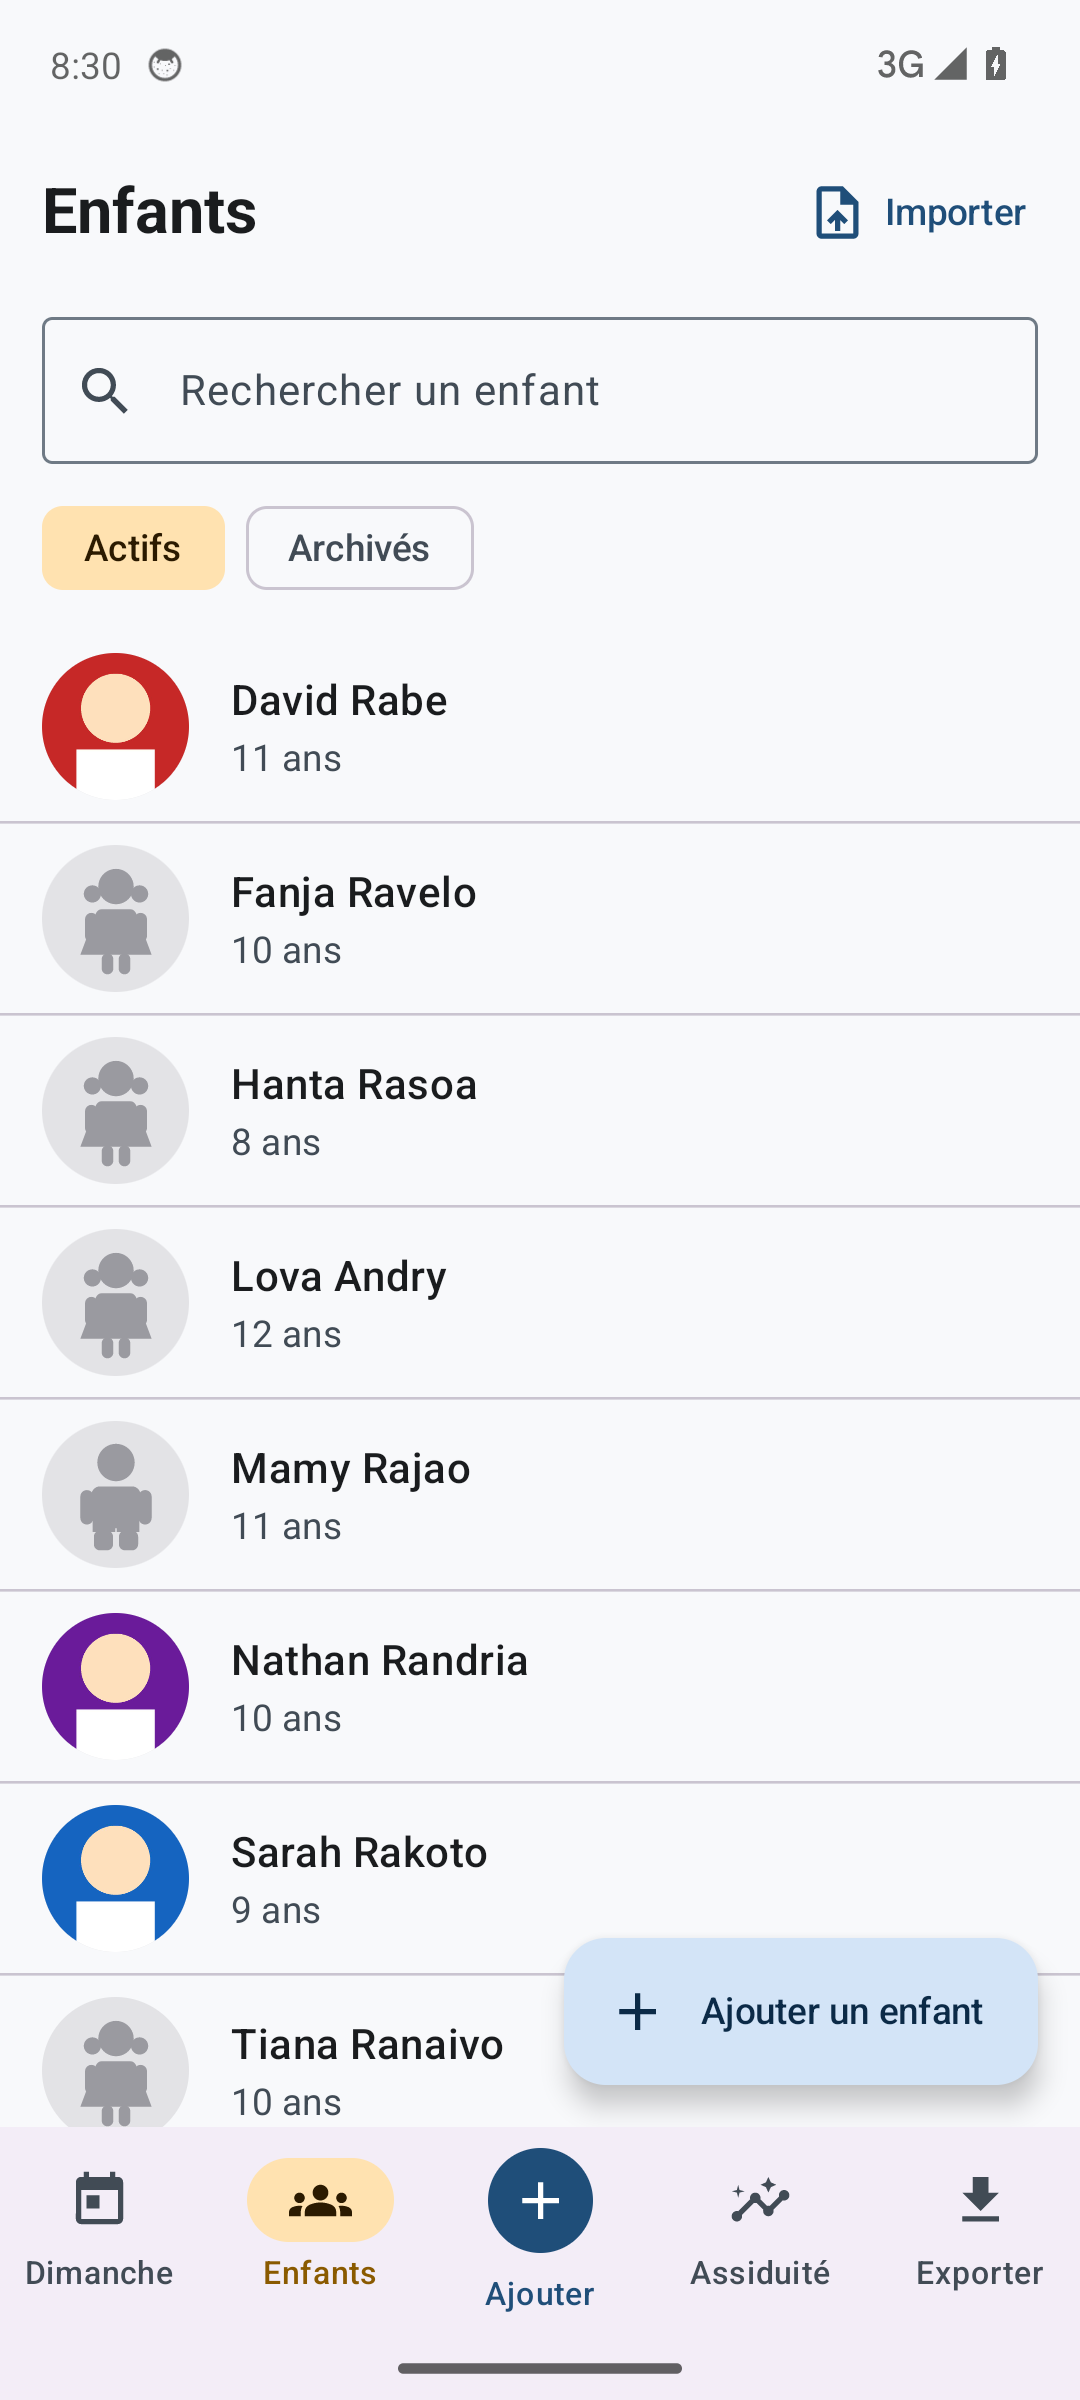 8:30
3G
Enfants
Importer
Rechercher un enfant
Actifs
Archivés
David Rabe
11 ans
Fanja Ravelo
10 ans
Hanta Rasoa
8 ans
Lova Andry
12 ans
Mamy Rajao
11 ans
Nathan Randria
10 ans
Sarah Rakoto
9 ans
Ajouter un enfant
Tiana Ranaivo
10 ans
Dimanche
Enfants
Ajouter
Assiduité
Exporter